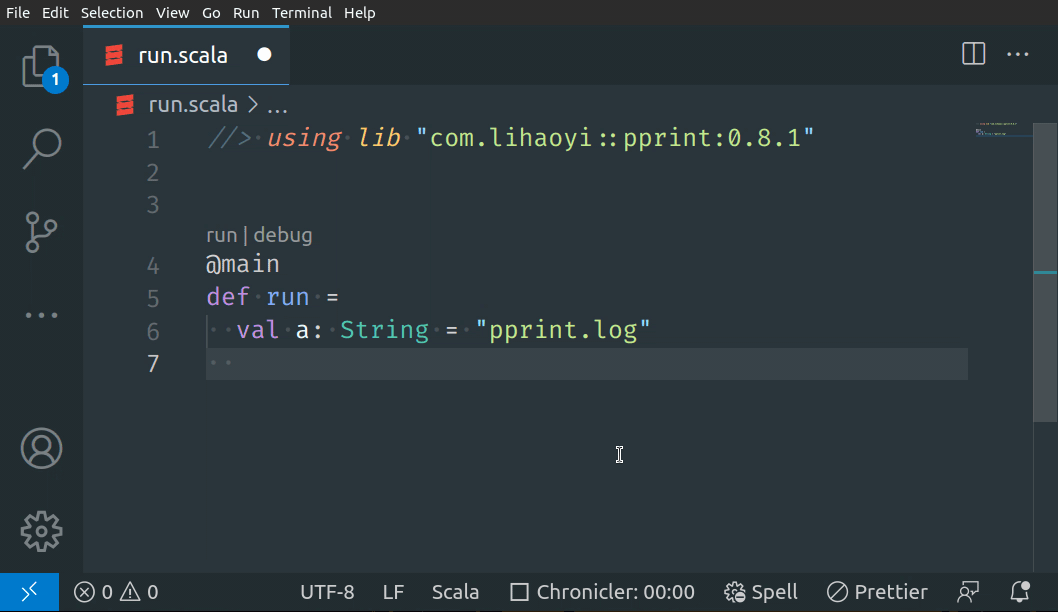 File Edit Selection View Go Run Terminal Help
1
run.scala
run.scala > ...
1 //> using lib "com.lihaoyi::pprint:0.8.1"
2
3
run | debug
4 @main
5 def run =
6 val a: String = "pprint.log"
7
0 0 UTF-8 LF Scala Chronicler: 00:00 Spell Prettier